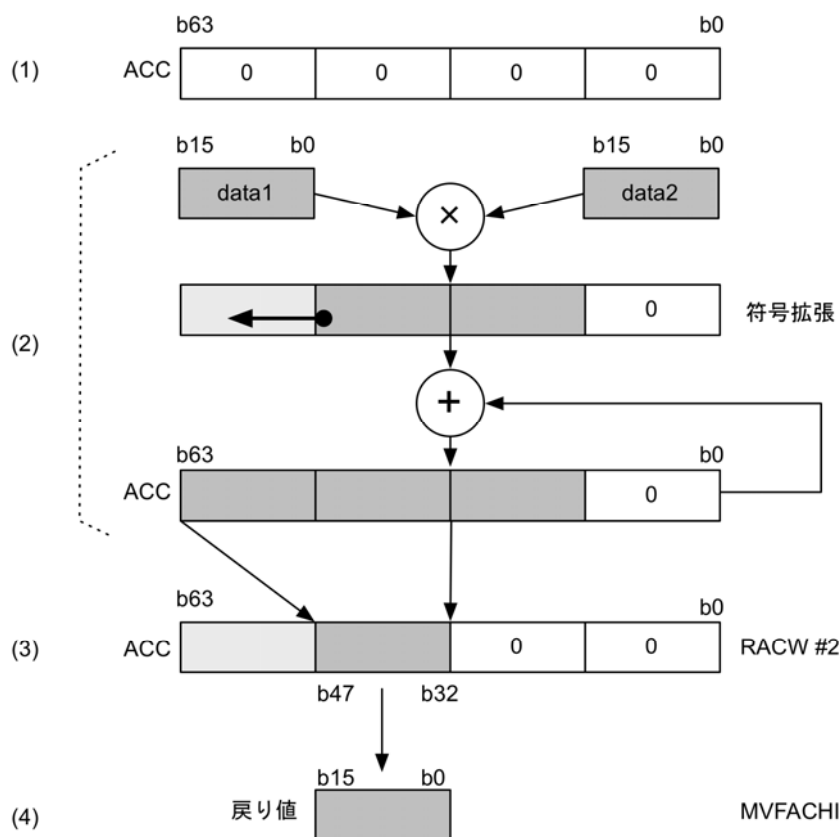 b63 b0
(1) ACC 0 0 0 0
b15 b0 b15 b0
data1 × data2
0 符号拡張
(2)
+
b63 b0
ACC 0
b63 b0
(3) ACC 0 0 RACW #2
b47 b32
b15 b0
(4) 戻り値 MVFACHI